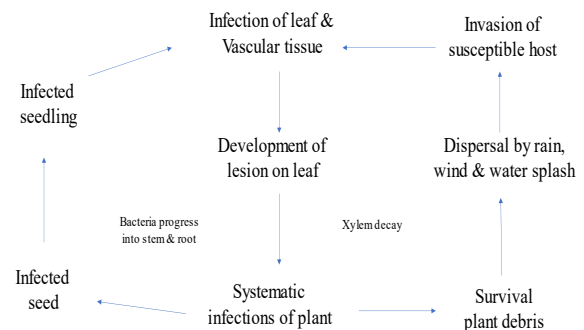 Infection of leaf &
Vascular tissue
Invasion of
susceptible host
Infected
seedling
Development of
lesion on leaf
Dispersal by rain,
wind & water splash
Bacteria progress
into stem & root
Xylem decay
Infected
seed
Systematic
infections of plant
Survival
plant debris